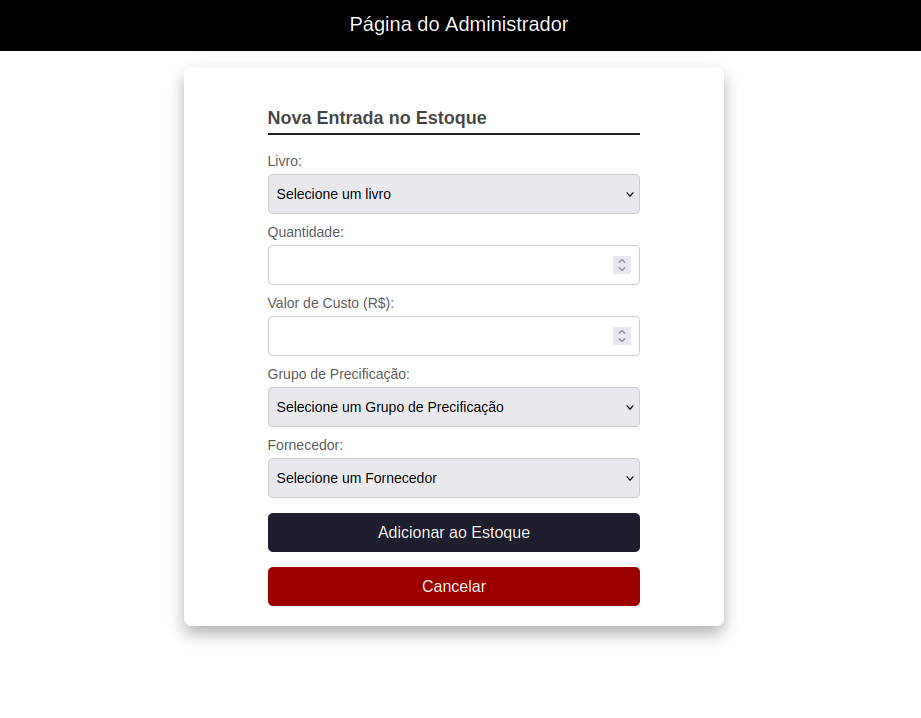 Página do Administrador
Nova Entrada no Estoque
Livro:
Selecione um livro
Quantidade:
Valor de Custo (R$):
Grupo de Precificação:
Selecione um Grupo de Precificação
Fornecedor:
Selecione um Fornecedor
Adicionar ao Estoque
Cancelar